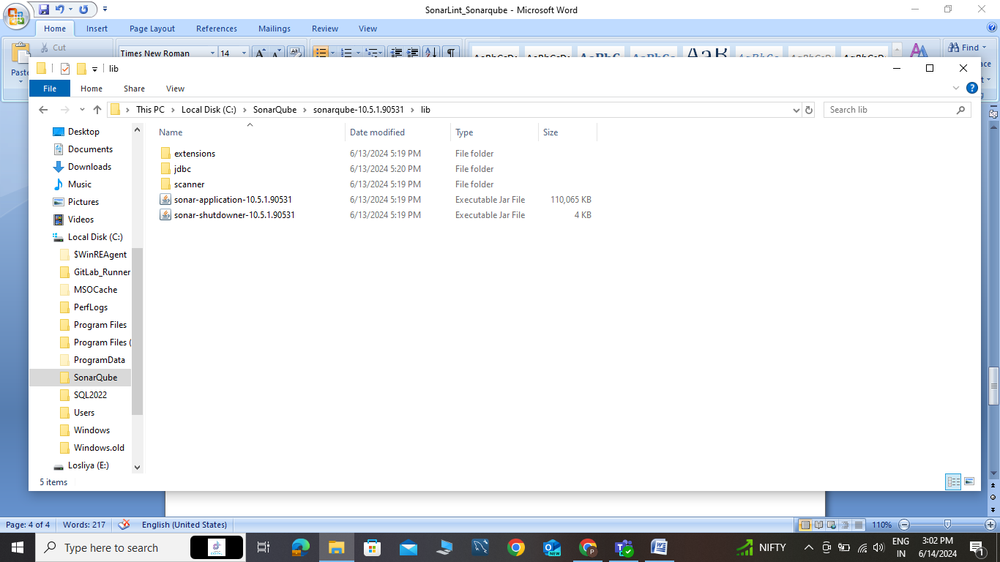 SonarLint_Sonarqube - Microsoft Word
Home Insert Page Layout References Mailings Review View
Cut
Times New Roman 14
Find
Paste
lib
File Home Share View
This PC > Local Disk (C:) > SonarQube > sonarqube-10.5.1.90531 > lib
Search lib
Name Date modified Type Size
extensions 6/13/2024 5:19 PM File folder
jdbc 6/13/2024 5:20 PM File folder
scanner 6/13/2024 5:19 PM File folder
sonar-application-10.5.1.90531 6/13/2024 5:19 PM Executable Jar File 110,065 KB
sonar-shutdowner-10.5.1.90531 6/13/2024 5:19 PM Executable Jar File 4 KB
Desktop
Documents
Downloads
Music
Pictures
Videos
Local Disk (C:)
$WinREAgent
GitLab_Runner
MSOCache
PerfLogs
Program Files
Program Files (
ProgramData
SonarQube
SQL2022
Users
Windows
Windows.old
Losliya (E:)
5 items
Page: 4 of 4 Words: 217 English (United States) 110%
Type here to search
NIFTY
ENG
IN
3:02 PM
6/14/2024
1